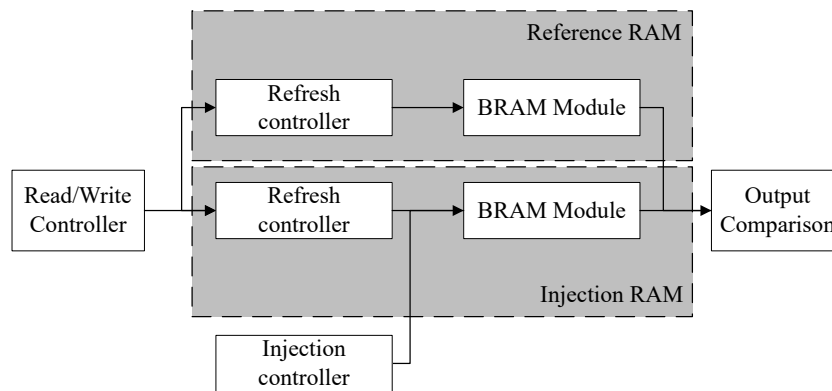 Reference RAM
Refresh
controller
BRAM Module
Read/Write
Controller
Refresh
controller
BRAM Module
Output
Comparison
Injection RAM
Injection
controller